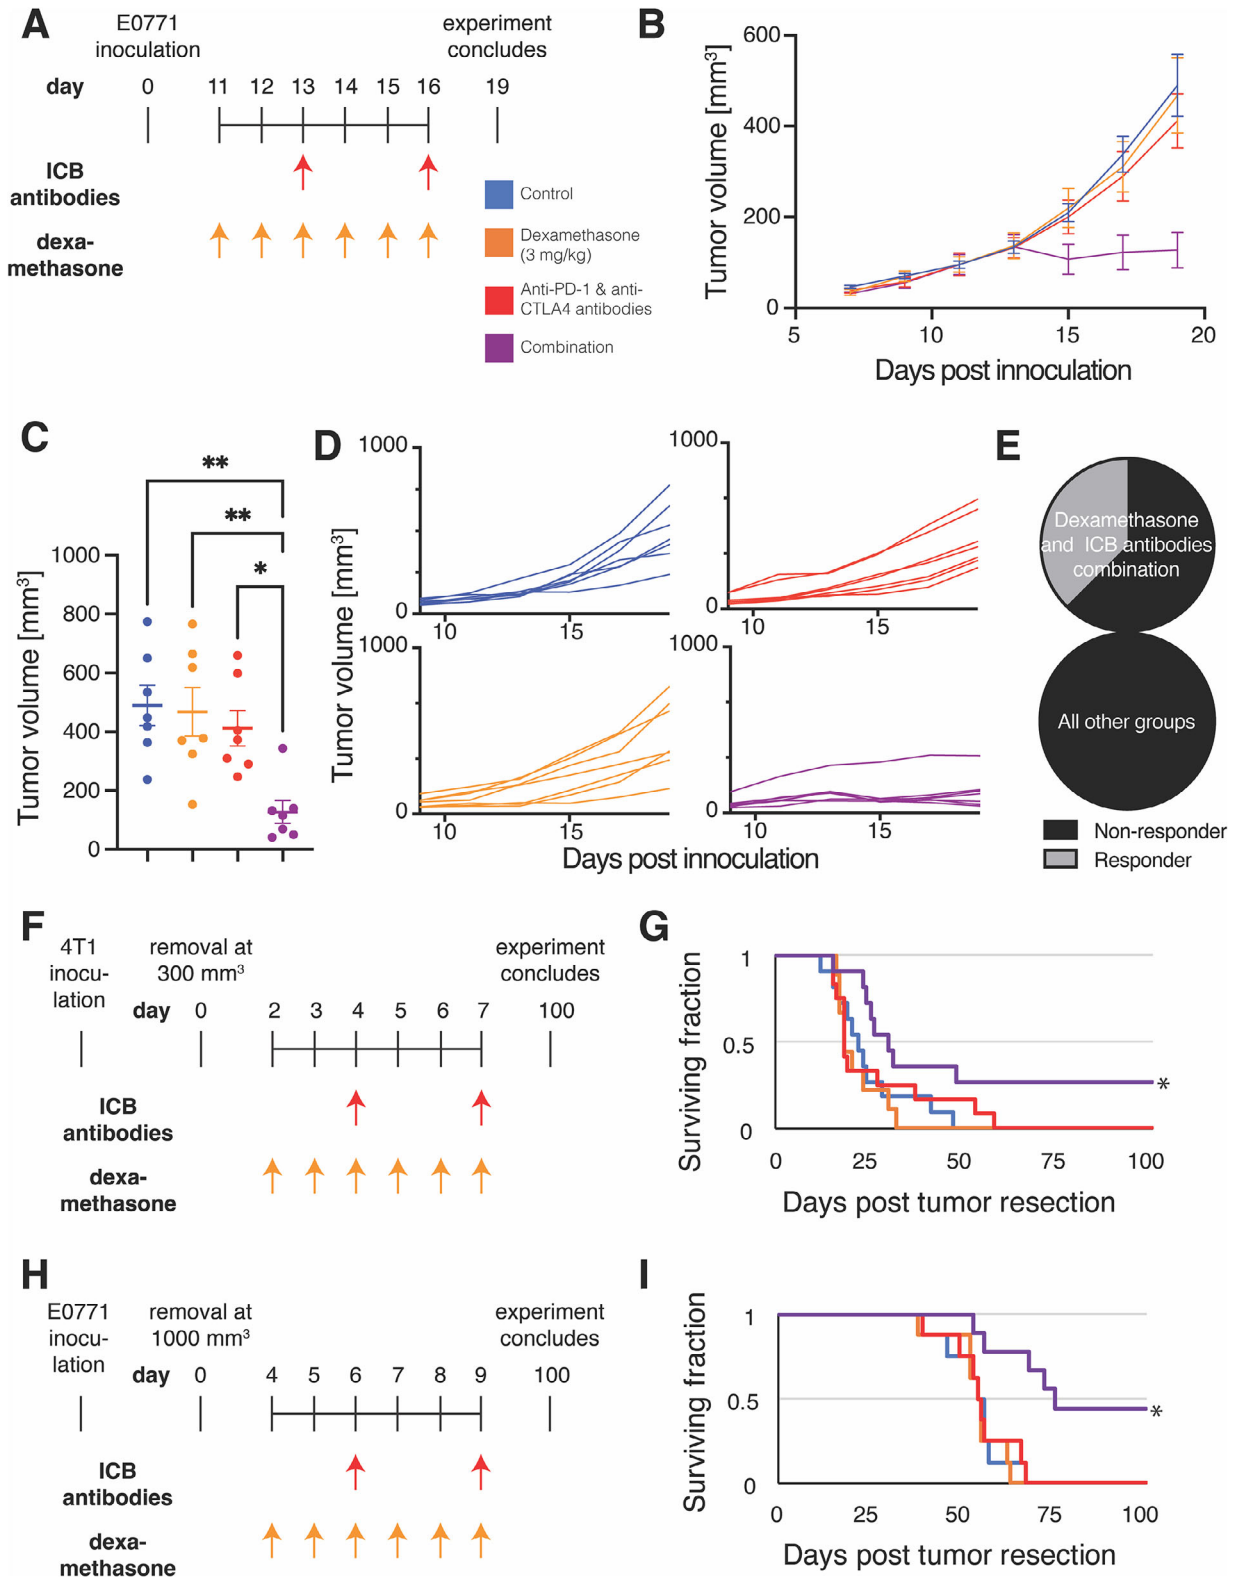 A
E0771
inoculation
experiment
concludes
day
0
11
12
13
14
15
16
19
ICB
antibodies
dexa-
methasone
Control
Dexamethasone
(3 mg/kg)
Anti-PD-1 & anti-
CTLA4 antibodies
Combination
B
Tumor volume [mm³]
600
400
200
0
5
10
15
20
Days post innoculation
C
Tumor volume [mm³]
1000
800
600
400
200
0
**
**
*
D
Tumor volume [mm³]
1000
0
10
15
1000
0
10
15
1000
0
10
15
1000
0
10
15
Days post innoculation
E
Dexamethasone
and ICB antibodies
combination
All other groups
Non-responder
Responder
F
4T1
inocu-
lation
removal at
300 mm³
experiment
concludes
day
0
2
3
4
5
6
7
100
ICB
antibodies
dexa-
methasone
G
Surviving fraction
1
0.5
0
*
0
25
50
75
100
Days post tumor resection
H
E0771
inocu-
lation
removal at
1000 mm³
experiment
concludes
day
0
4
5
6
7
8
9
100
ICB
antibodies
dexa-
methasone
I
Surviving fraction
1
0.5
0
*
0
25
50
75
100
Days post tumor resection